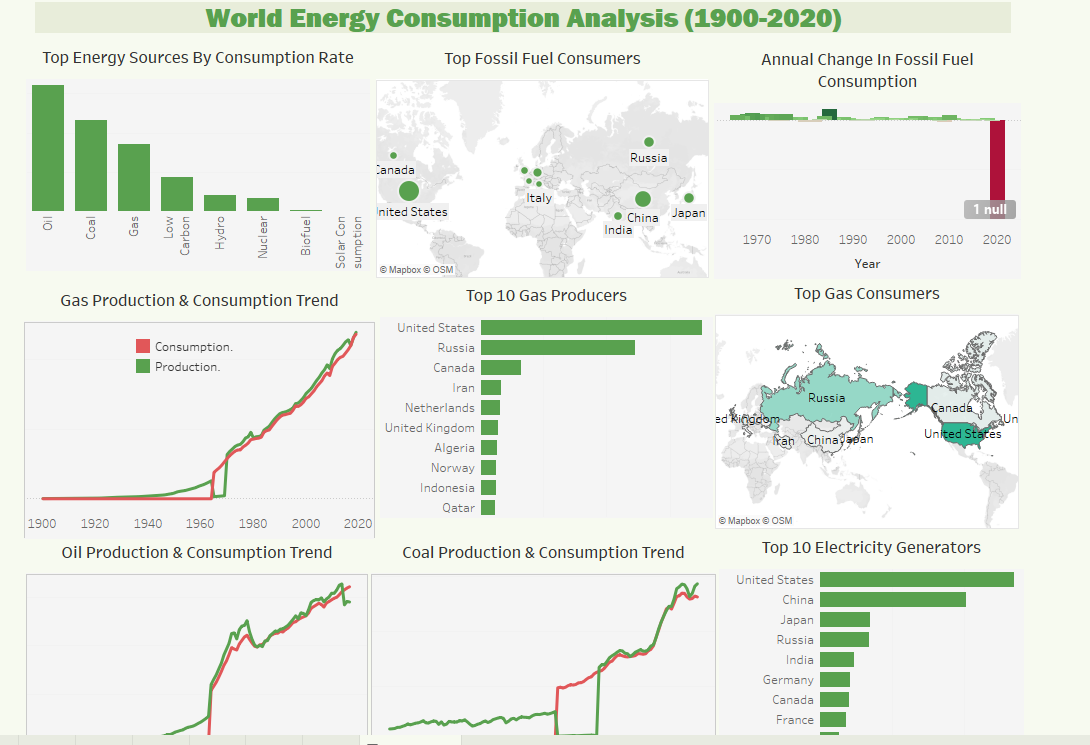 World Energy Consumption Analysis (1900-2020)
Top Energy Sources By Consumption Rate
Oil
Coal
Gas
Low
Carbon
Hydro
Nuclear
Biofuel
Solar Con
sumption
Top Fossil Fuel Consumers
Canada
United States
Russia
Italy
China
Japan
India
© Mapbox © OSM
Annual Change In Fossil Fuel
Consumption
1 null
1970 1980 1990 2000 2010 2020
Year
Gas Production & Consumption Trend
Consumption.
Production.
1900 1920 1940 1960 1980 2000 2020
Top 10 Gas Producers
United States
Russia
Canada
Iran
Netherlands
United Kingdom
Algeria
Norway
Indonesia
Qatar
Top Gas Consumers
Russia
Canada
ed Kingdom
Un
Iran
China
Japan
United States
© Mapbox © OSM
Oil Production & Consumption Trend
Coal Production & Consumption Trend
Top 10 Electricity Generators
United States
China
Japan
Russia
India
Germany
Canada
France